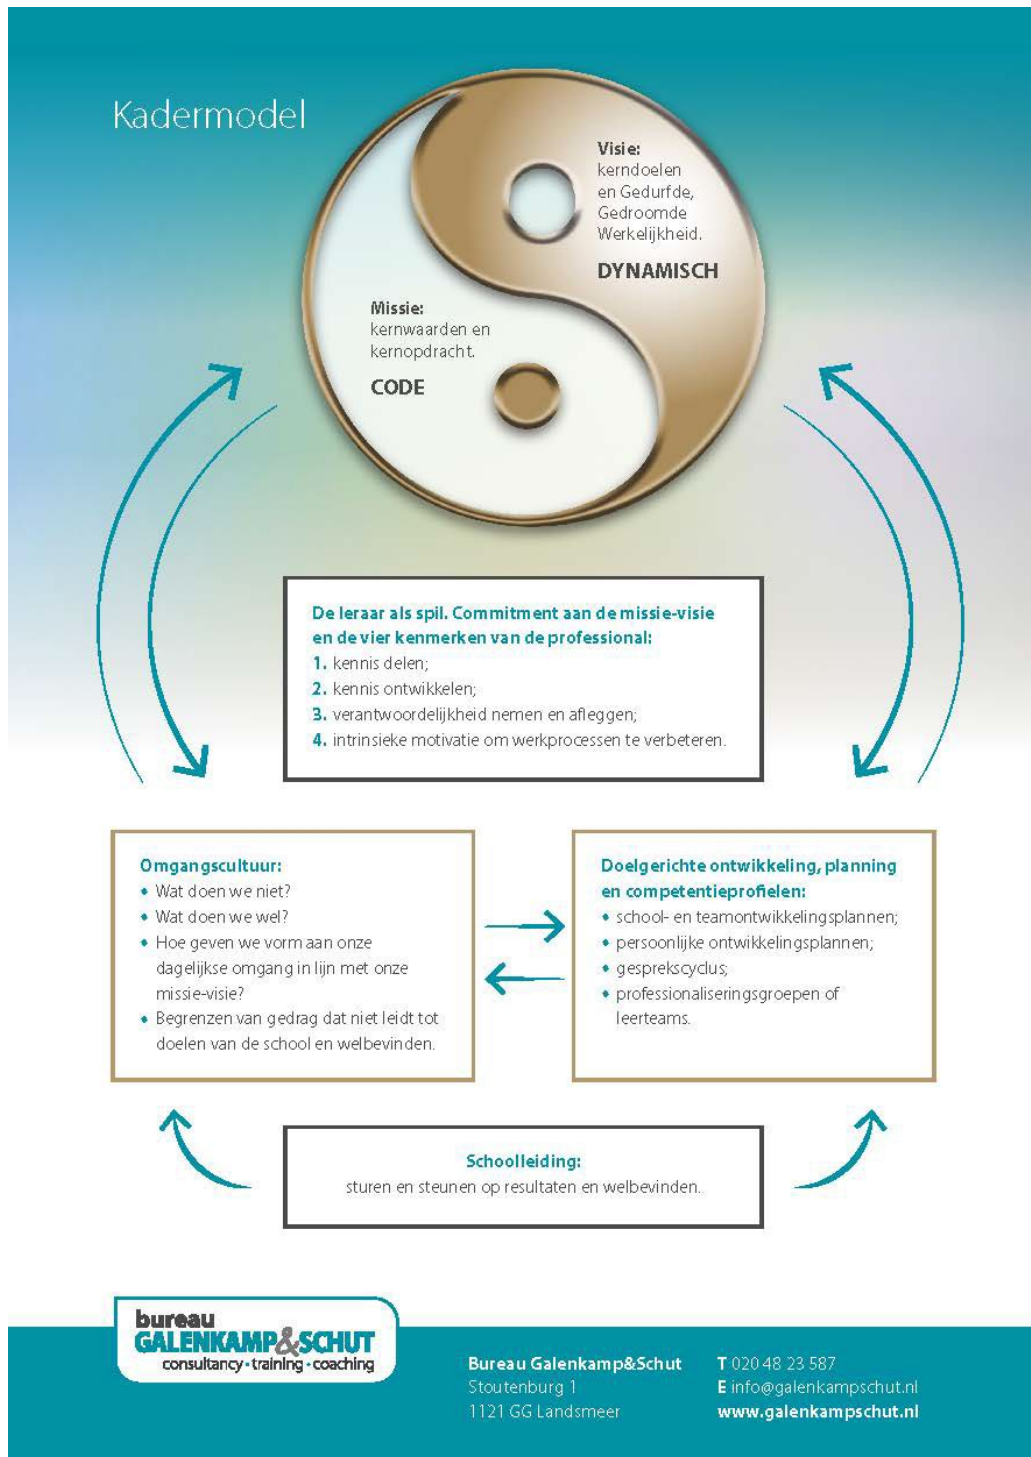 Kadermodel
Visie:
kerndoelen
en Gedurfde,
Gedroomde
Werkelijkheid.
DYNAMISCH
Missie:
kernwaarden en
kernopdracht.
CODE
De leraar als spil. Commitment aan de missie-visie
en de vier kenmerken van de professional:
1. kennis delen;
2. kennis ontwikkelen;
3. verantwoordelijkheid nemen en afleggen;
4. intrinsieke motivatie om werkprocessen te verbeteren.
Omgangscultuur:
• Wat doen we niet?
• Wat doen we wel?
• Hoe geven we vorm aan onze
dagelijkse omgang in lijn met onze
missie-visie?
• Begrenzen van gedrag dat niet leidt tot
doelen van de school en welbevinden.
Doelgerichte ontwikkeling, planning
en competentieprofielen:
• school- en teamontwikkelingsplannen;
• persoonlijke ontwikkelingsplannen;
• gesprekscyclus;
• professionaliseringsgroepen of
leerteams.
Schoolleiding:
sturen en steunen op resultaten en welbevinden.
bureau
GALENKAMP&SCHUT
consultancy • training • coaching
Bureau Galenkamp&Schut
Stoutenburg 1
1121 GG Landsmeer
T 020 48 23 587
E info@galenkampschut.nl
www.galenkampschut.nl